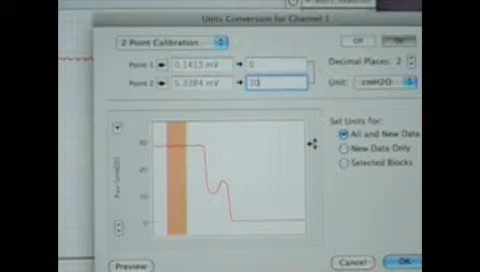 Units Conversion for Channel 1
2 Point Calibration
Off
On
Point 1 0.1413 mV 0
Decimal Places: 2
Point 2 5.3384 mV 30
Unit: cmH2O
Set Units for:
All and New Data
New Data Only
Selected Blocks
30
20
10
0
Preview
Cancel
OK